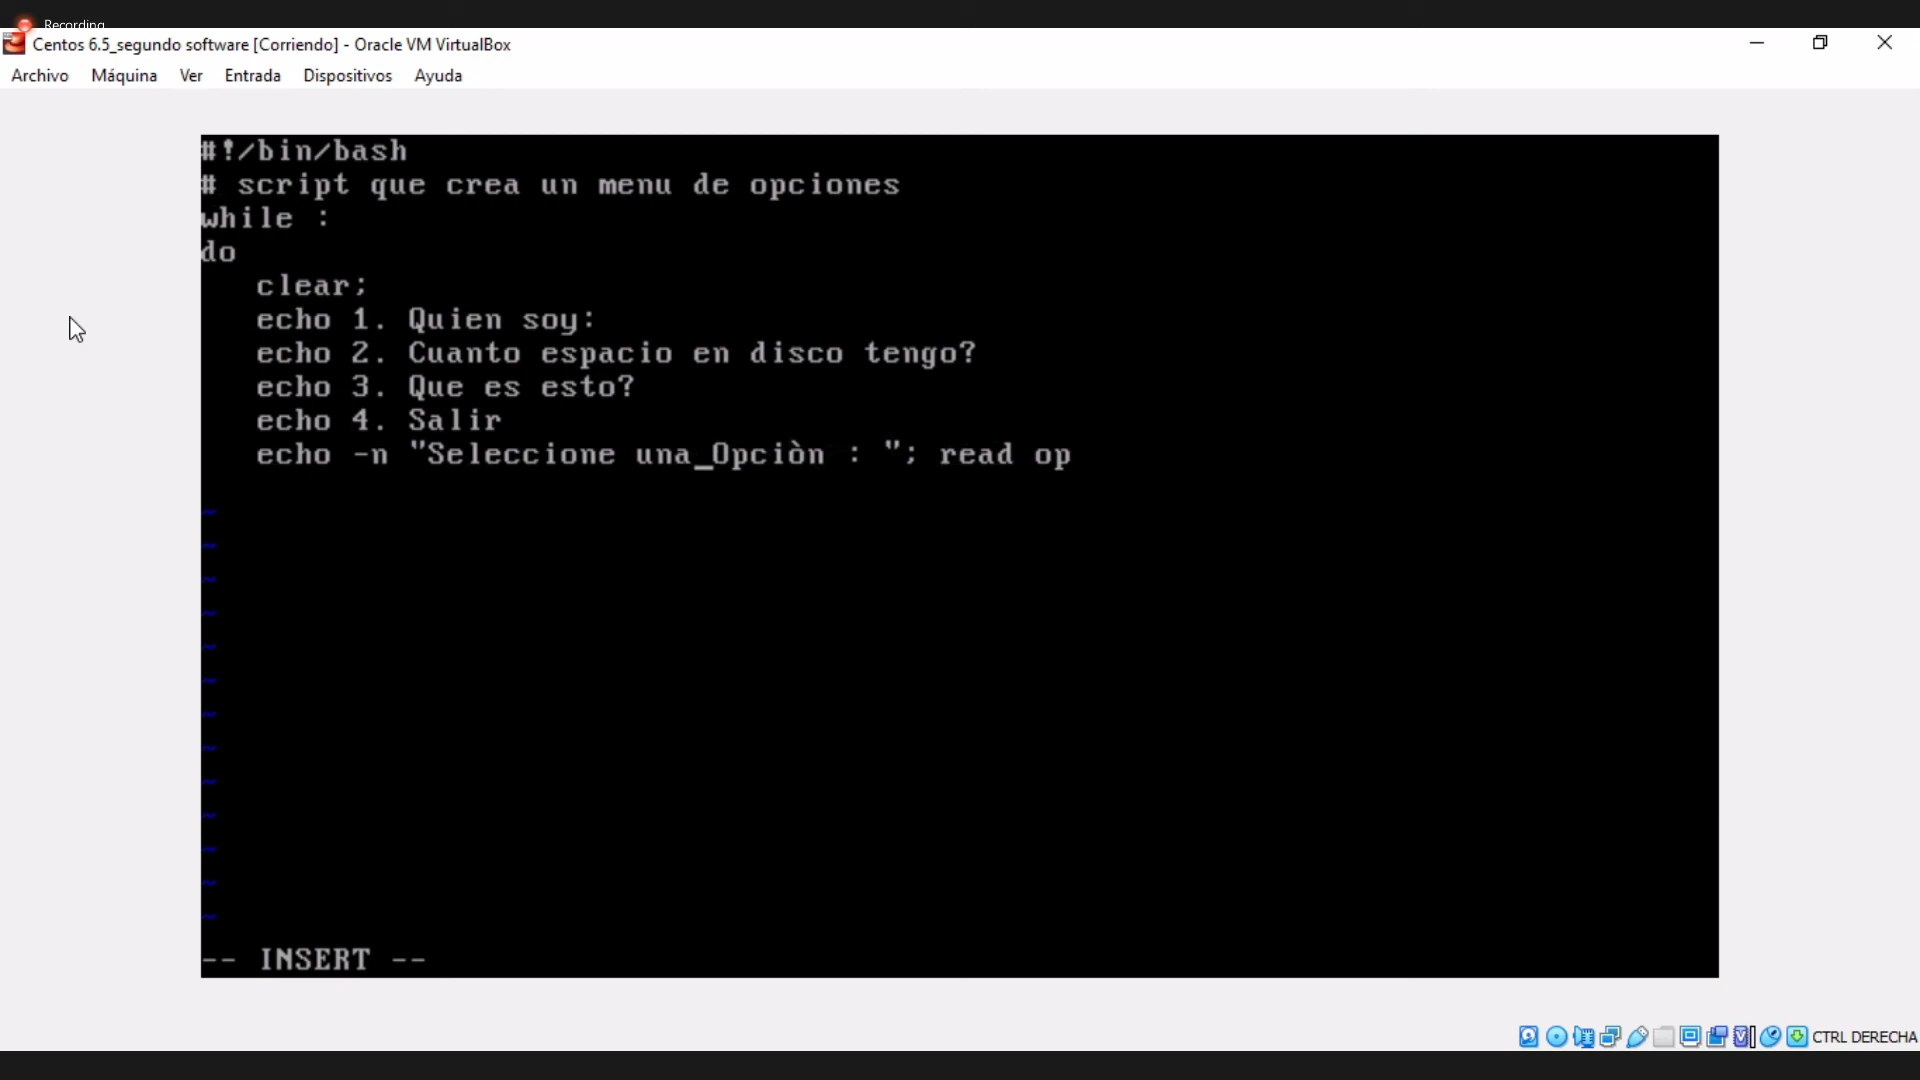 Recording
Centos 6.5_segundo software [Corriendo] - Oracle VM VirtualBox
Archivo Máquina Ver Entrada Dispositivos Ayuda
#!/bin/bash
# script que crea un menu de opciones
while :
do
   clear;
   echo 1. Quien soy:
   echo 2. Cuanto espacio en disco tengo?
   echo 3. Que es esto?
   echo 4. Salir
   echo -n "Seleccione una_Opciòn : "; read op
~
~
~
~
~
~
~
~
~
~
~
~
~
-- INSERT --
CTRL DERECHA